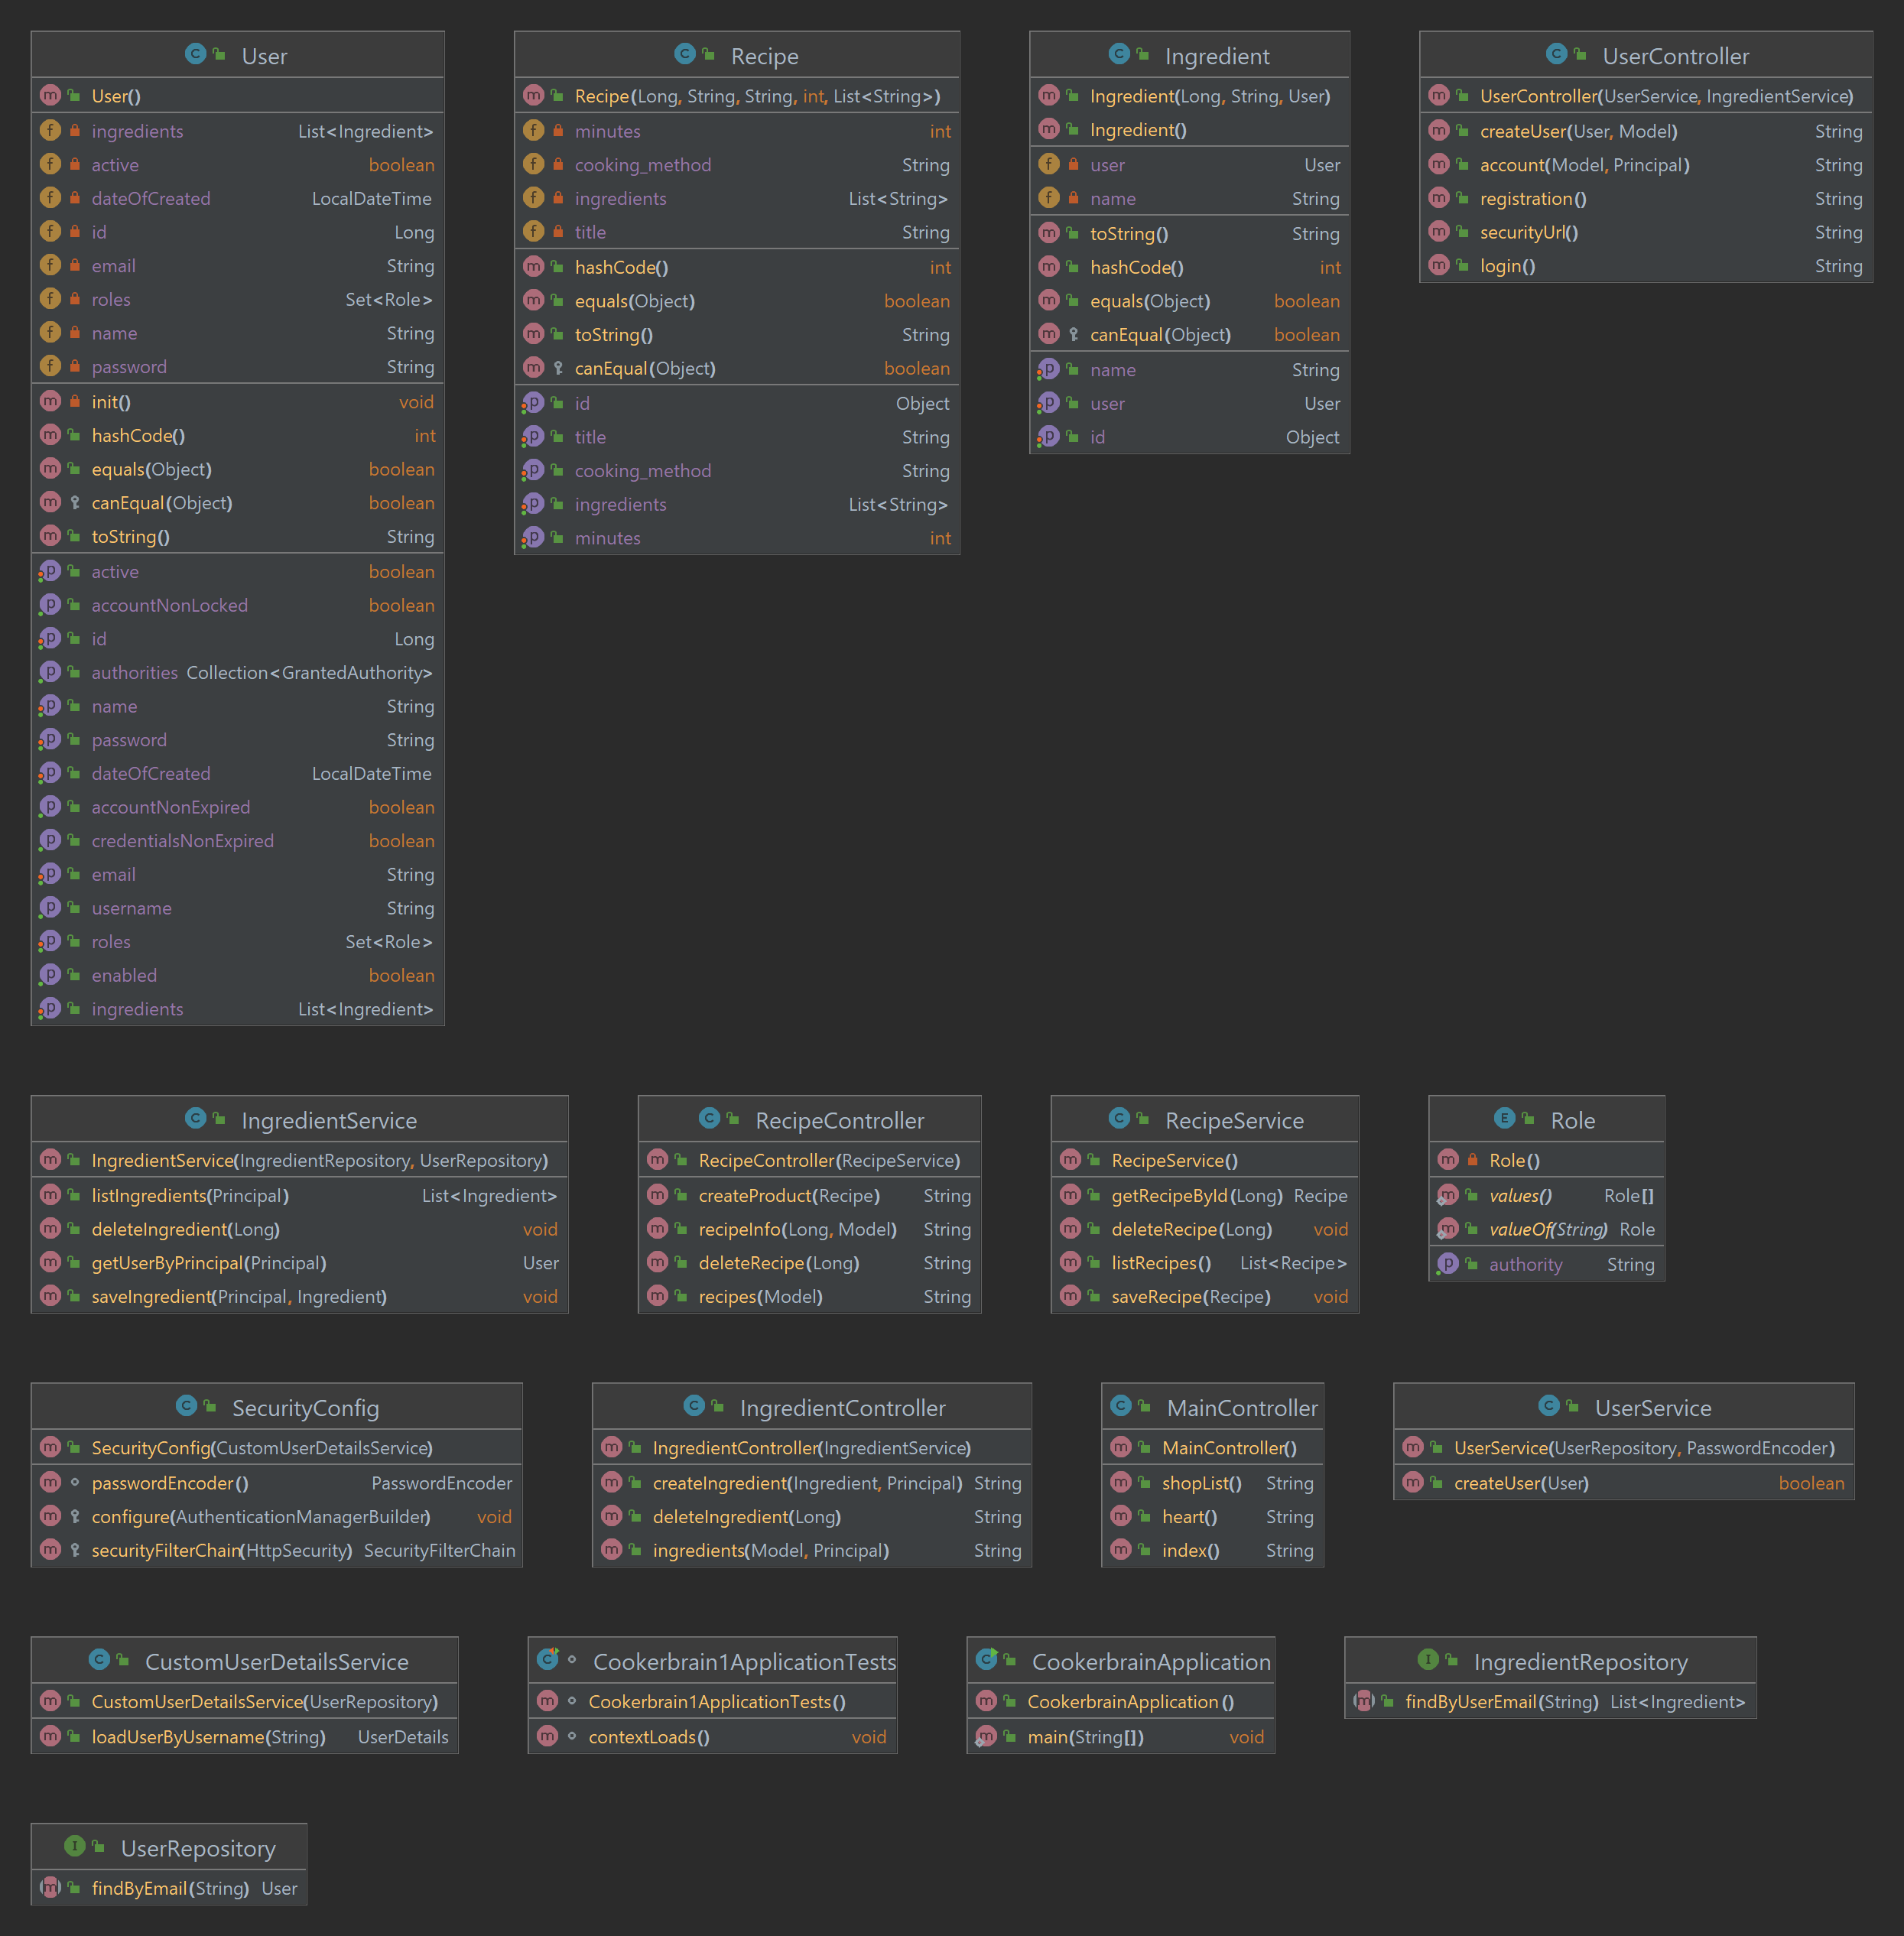 User
User()
ingredients List<Ingredient>
active boolean
dateOfCreated LocalDateTime
id Long
email String
roles Set<Role>
name String
password String
init() void
hashCode() int
equals(Object) boolean
canEqual(Object) boolean
toString() String
active boolean
accountNonLocked boolean
id Long
authorities Collection<GrantedAuthority>
name String
password String
dateOfCreated LocalDateTime
accountNonExpired boolean
credentialsNonExpired boolean
email String
username String
roles Set<Role>
enabled boolean
ingredients List<Ingredient>
Recipe
Recipe(Long, String, String, int, List<String>)
minutes int
cooking_method String
ingredients List<String>
title String
hashCode() int
equals(Object) boolean
toString() String
canEqual(Object) boolean
id Object
title String
cooking_method String
ingredients List<String>
minutes int
Ingredient
Ingredient(Long, String, User)
Ingredient()
user User
name String
toString() String
hashCode() int
equals(Object) boolean
canEqual(Object) boolean
name String
user User
id Object
UserController
UserController(UserService, IngredientService)
createUser(User, Model) String
account(Model, Principal) String
registration() String
securityUrl() String
login() String
IngredientService
IngredientService(IngredientRepository, UserRepository)
listIngredients(Principal) List<Ingredient>
deleteIngredient(Long) void
getUserByPrincipal(Principal) User
saveIngredient(Principal, Ingredient) void
RecipeController
RecipeController(RecipeService)
createProduct(Recipe) String
recipeInfo(Long, Model) String
deleteRecipe(Long) String
recipes(Model) String
RecipeService
RecipeService()
getRecipeById(Long) Recipe
deleteRecipe(Long) void
listRecipes() List<Recipe>
saveRecipe(Recipe) void
Role
Role()
values() Role[]
valueOf(String) Role
authority String
SecurityConfig
SecurityConfig(CustomUserDetailsService)
passwordEncoder() PasswordEncoder
configure(AuthenticationManagerBuilder) void
securityFilterChain(HttpSecurity) SecurityFilterChain
IngredientController
IngredientController(IngredientService)
createIngredient(Ingredient, Principal) String
deleteIngredient(Long) String
ingredients(Model, Principal) String
MainController
MainController()
shopList() String
heart() String
index() String
UserService
UserService(UserRepository, PasswordEncoder)
createUser(User) boolean
CustomUserDetailsService
CustomUserDetailsService(UserRepository)
loadUserByUsername(String) UserDetails
Cookerbrain1ApplicationTests
Cookerbrain1ApplicationTests()
contextLoads() void
CookerbrainApplication
CookerbrainApplication()
main(String[]) void
IngredientRepository
findByUserEmail(String) List<Ingredient>
UserRepository
findByEmail(String) User